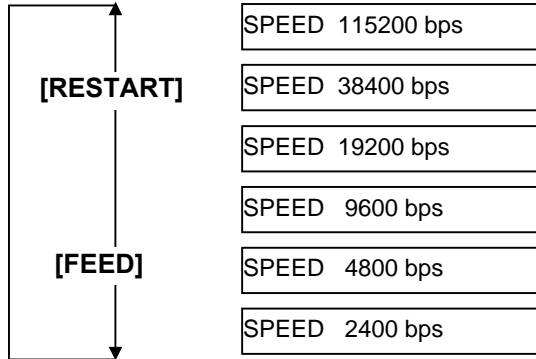 SPEED 115200 bps
[RESTART]
SPEED 38400 bps
SPEED 19200 bps
SPEED 9600 bps
[FEED]
SPEED 4800 bps
SPEED 2400 bps